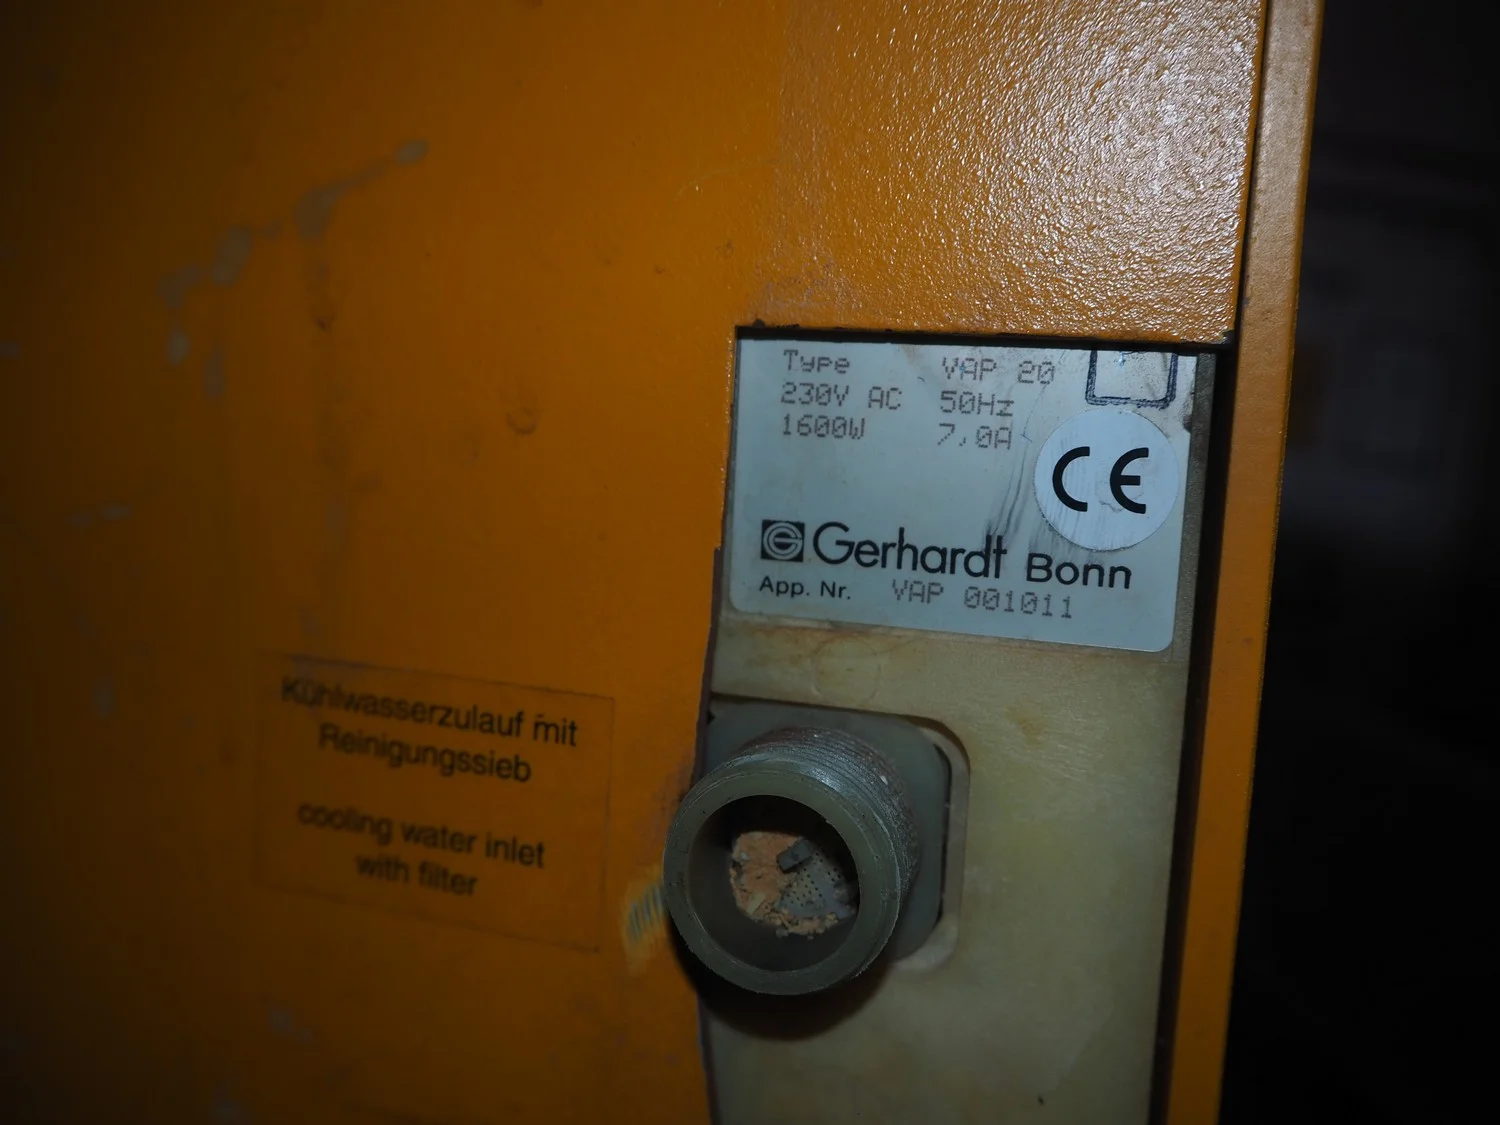 Type VAP 20
230V AC 50Hz
1600W 7,0A
CE
Gerhardt Bonn
App. Nr. VAP 001011
Kühlwasserzulauf mit
Reinigungssieb
cooling water inlet
with filter